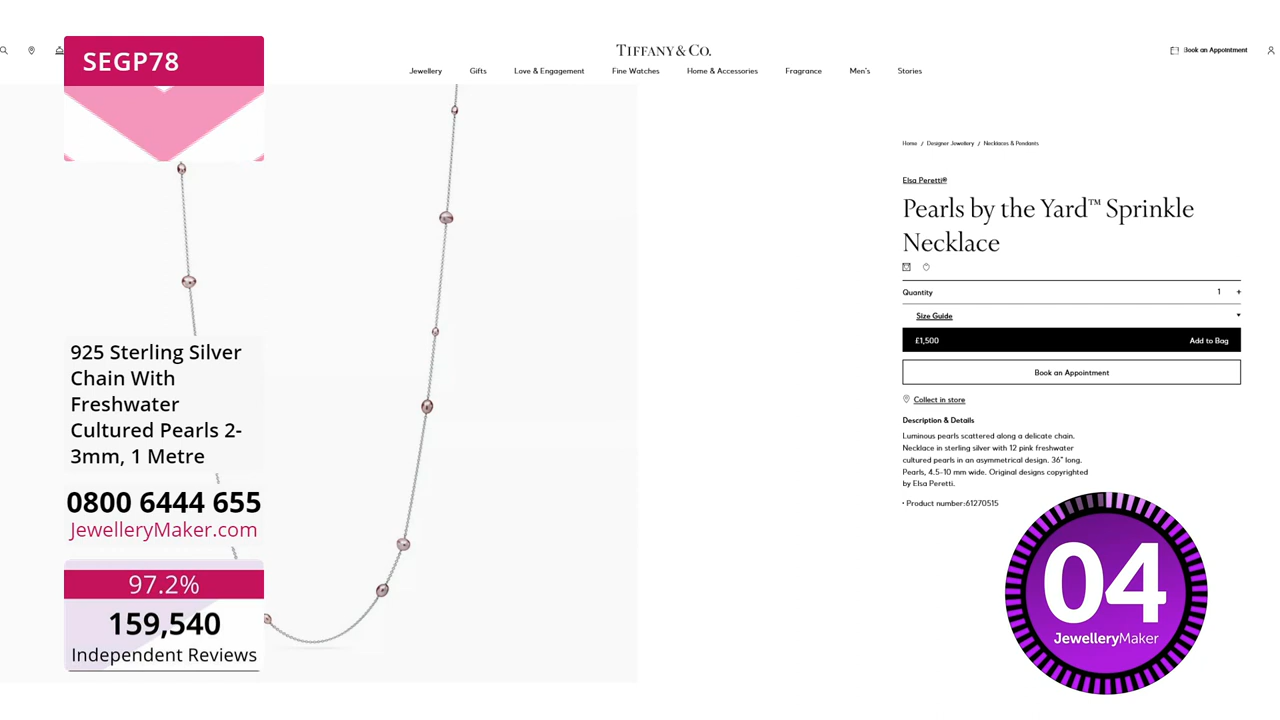 SEGP78
TIFFANY & CO.
Book an Appointment
Jewellery
Gifts
Love & Engagement
Fine Watches
Home & Accessories
Fragrance
Men's
Stories
Home / Designer Jewellery / Necklaces & Pendants
Elsa Peretti®
Pearls by the Yard™ Sprinkle
Necklace
Quantity
1 +
Size Guide
£1,500
Add to Bag
Book an Appointment
Collect in store
Description & Details
Luminous pearls scattered along a delicate chain.
Necklace in sterling silver with 12 pink freshwater
cultured pearls in an asymmetrical design. 36" long.
Pearls, 4.5-10 mm wide. Original designs copyrighted
by Elsa Peretti.
• Product number:61270515
925 Sterling Silver
Chain With
Freshwater
Cultured Pearls 2-
3mm, 1 Metre
0800 6444 655
JewelleryMaker.com
97.2%
159,540
Independent Reviews
04
JewelleryMaker